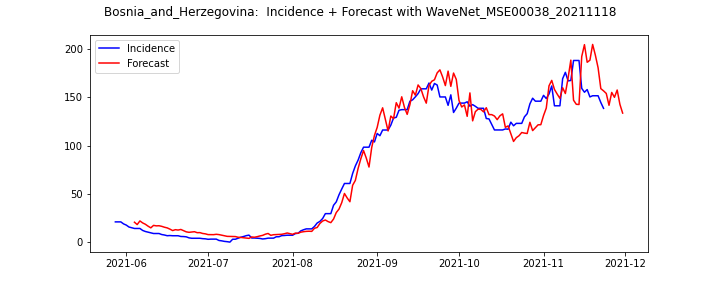 Bosnia_and_Herzegovina:  Incidence + Forecast with WaveNet_MSE00038_20211118
Incidence
Forecast
200
150
100
50
0
2021-06 2021-07 2021-08 2021-09 2021-10 2021-11 2021-12